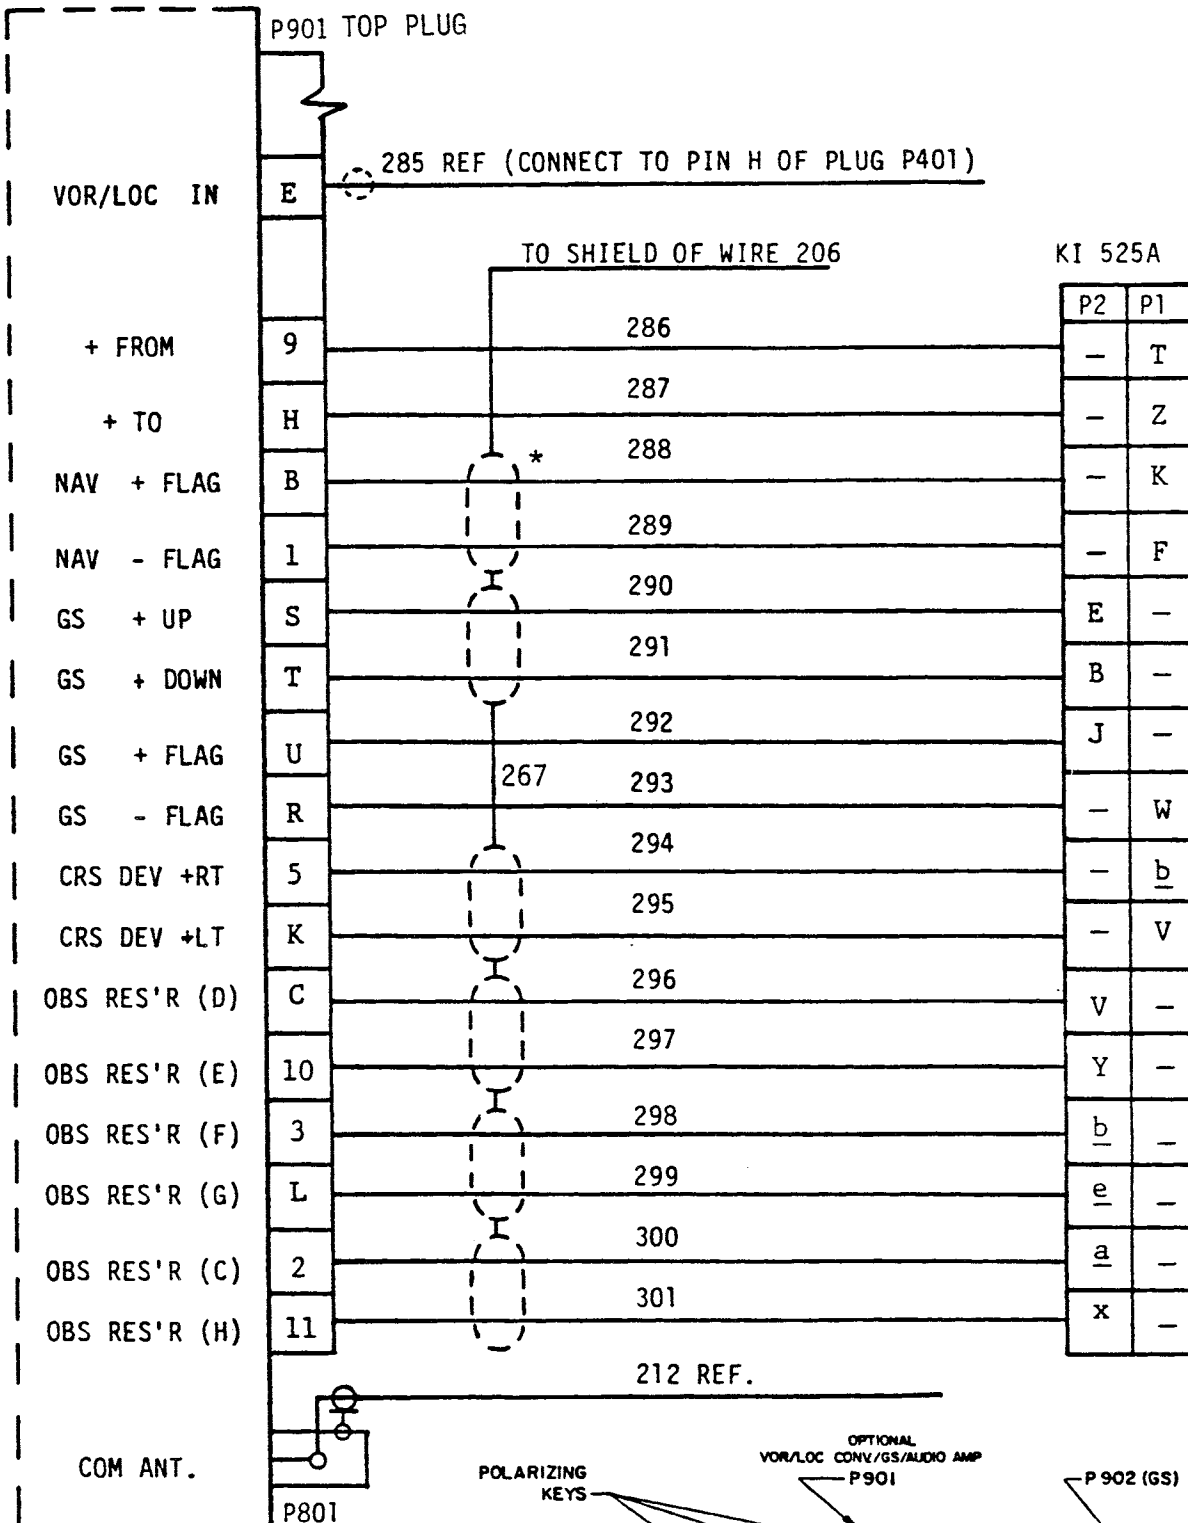 P901 TOP PLUG
285 REF (CONNECT TO PIN H OF PLUG P401)
VOR/LOC IN E
TO SHIELD OF WIRE 206
KI 525A
P2 P1
+ FROM 9 286 – T
+ TO H 287 – Z
NAV + FLAG B * 288 – K
NAV - FLAG 1 289 – F
GS + UP S 290 E –
GS + DOWN T 291 B –
GS + FLAG U 292 J –
267
GS - FLAG R 293 – W
CRS DEV +RT 5 294 – b
CRS DEV +LT K 295 – V
OBS RES'R (D) C 296 V –
OBS RES'R (E) 10 297 Y –
OBS RES'R (F) 3 298 b –
OBS RES'R (G) L 299 e –
OBS RES'R (C) 2 300 a –
OBS RES'R (H) 11 301 x –
212 REF.
COM ANT.
P801
POLARIZING
KEYS
OPTIONAL
VOR/LOC CONV./GS/AUDIO AMP
P901
P902 (GS)